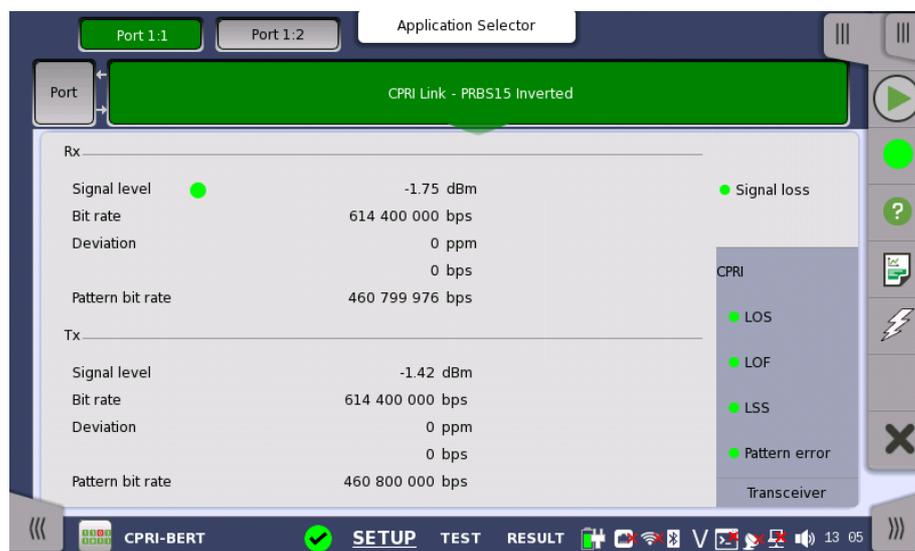 Application Selector
Port 1:1 Port 1:2
Port CPRI Link - PRBS15 Inverted
Rx
Signal level -1.75 dBm Signal loss
Bit rate 614 400 000 bps
Deviation 0 ppm
0 bps
Pattern bit rate 460 799 976 bps
CPRI
LOS
LOF
LSS
Pattern error
Transceiver
Tx
Signal level -1.42 dBm
Bit rate 614 400 000 bps
Deviation 0 ppm
0 bps
Pattern bit rate 460 800 000 bps
CPRI-BERT SETUP TEST RESULT 13 05